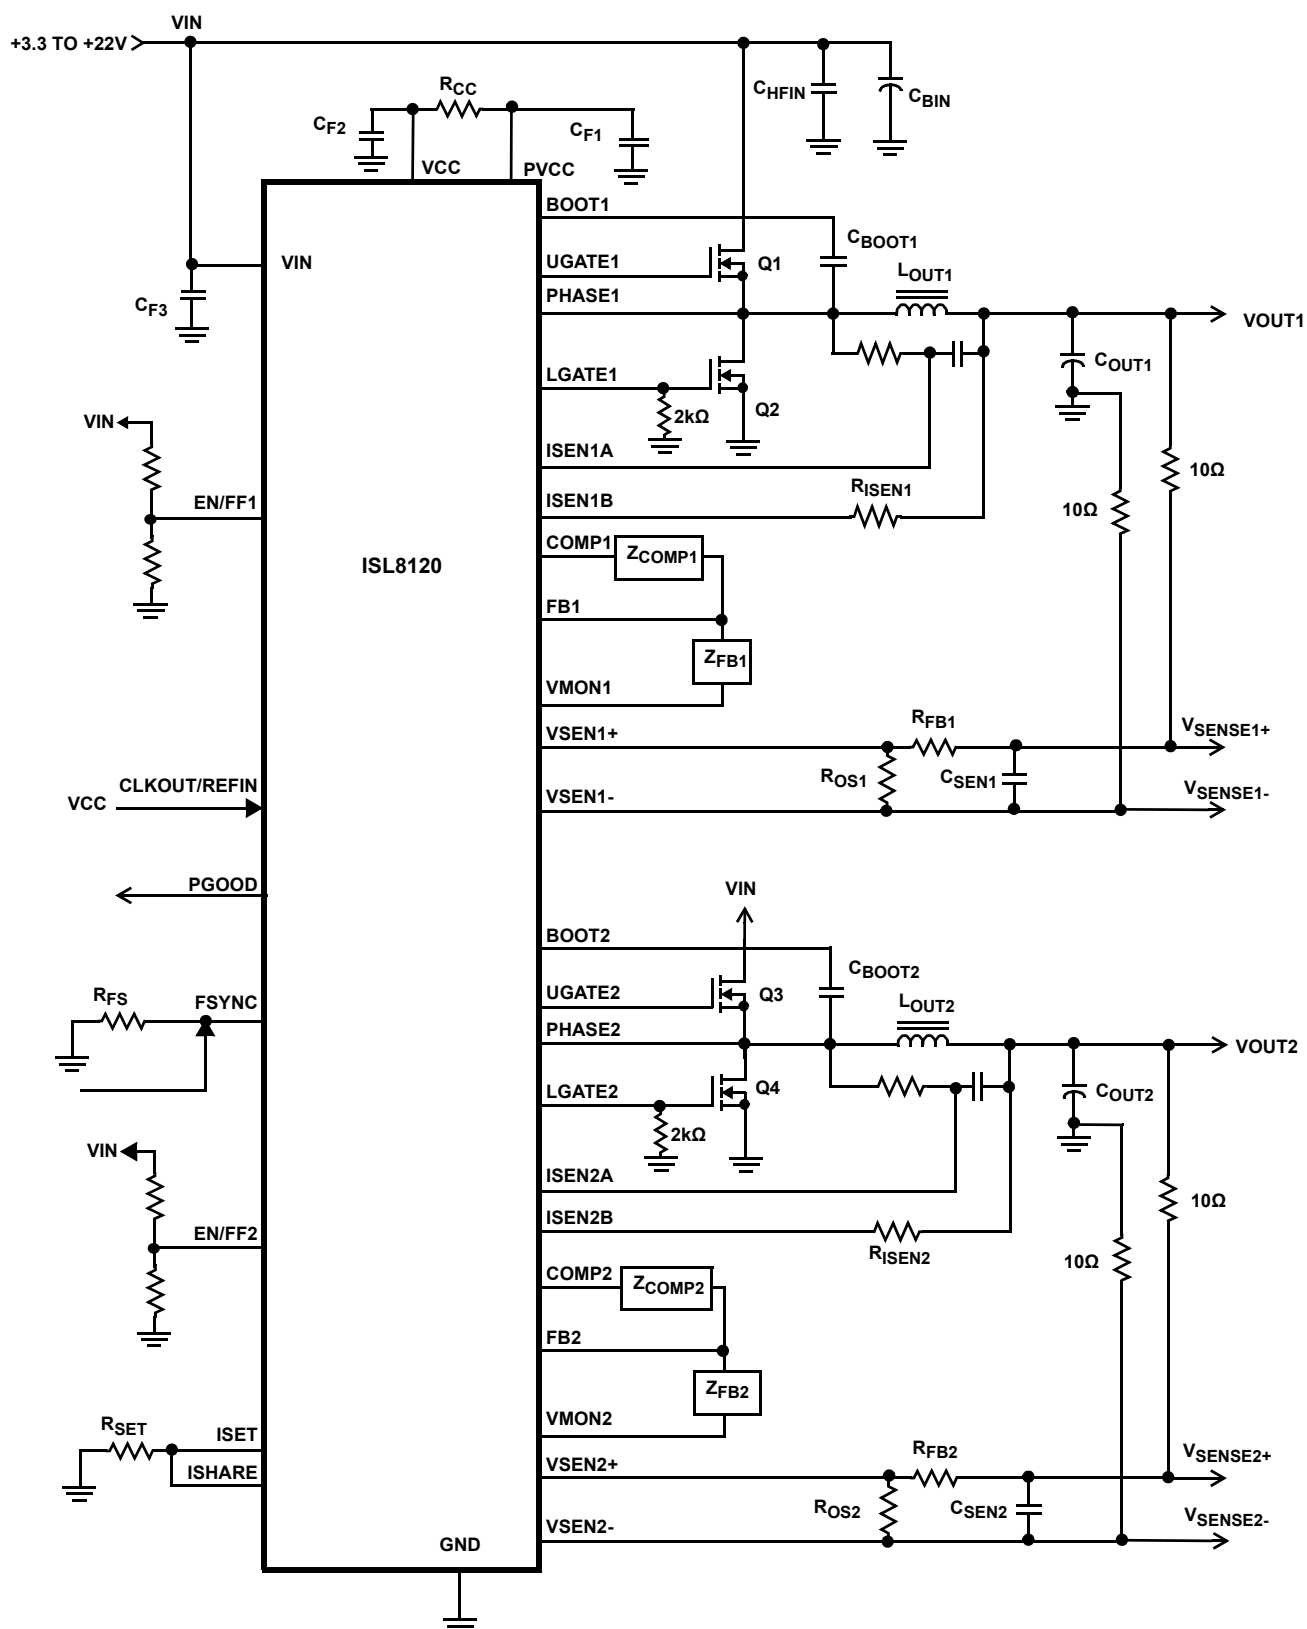 VIN
+3.3 TO +22V
RCC
CHFIN
CBIN
CF2
CF1
VCC
PVCC
BOOT1
CBOOT1
VIN
UGATE1
Q1
LOUT1
PHASE1
CF3
VOUT1
COUT1
LGATE1
2kΩ
Q2
VIN
ISEN1A
10Ω
EN/FF1
ISEN1B
RISEN1
10Ω
COMP1
ZCOMP1
ISL8120
FB1
ZFB1
VMON1
RFB1
VSENSE1+
VSEN1+
ROS1
CSEN1
CLKOUT/REFIN
VCC
VSEN1-
VSENSE1-
PGOOD
VIN
BOOT2
CBOOT2
RFS
FSYNC
UGATE2
Q3
LOUT2
PHASE2
VOUT2
LGATE2
Q4
COUT2
2kΩ
VIN
ISEN2A
10Ω
EN/FF2
ISEN2B
RISEN2
10Ω
COMP2
ZCOMP2
FB2
ZFB2
VMON2
RSET
ISET
RFB2
VSENSE2+
ISHARE
VSEN2+
ROS2
CSEN2
VSEN2-
VSENSE2-
GND